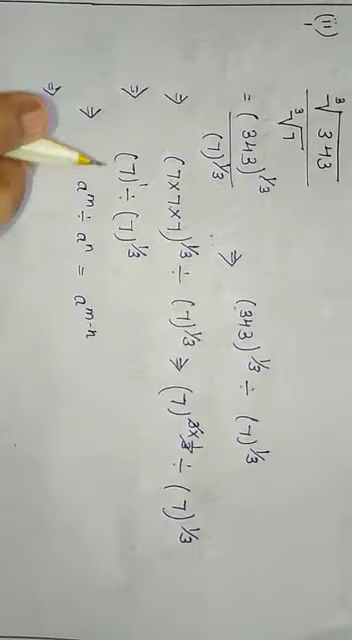 (ii) ∛343 / ∛7
= (343)^1/3 / (7)^1/3 ⇒ (343)^1/3 ÷ (7)^1/3
⇒ (7×7×7)^1/3 ÷ (7)^1/3 ⇒ (7)^3×1/3 ÷ (7)^1/3
⇒ (7)^1 ÷ (7)^1/3
⇒ a^m ÷ a^n = a^m-n
⇒